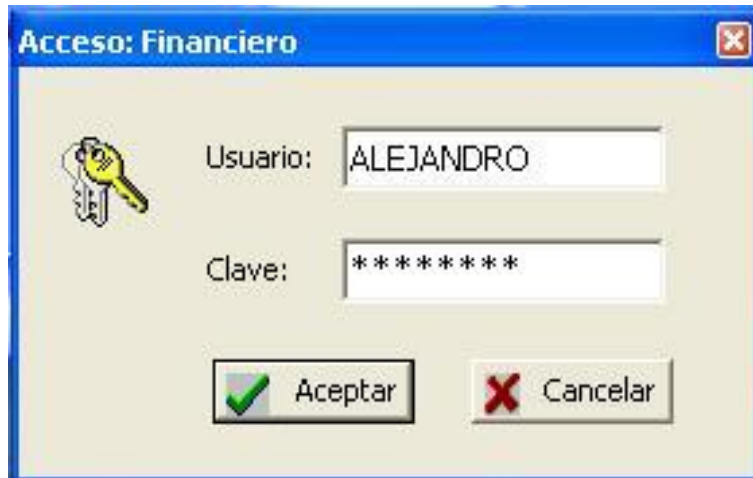 Acceso: Financiero
Usuario: ALEJANDRO
Clave: ********
Aceptar Cancelar